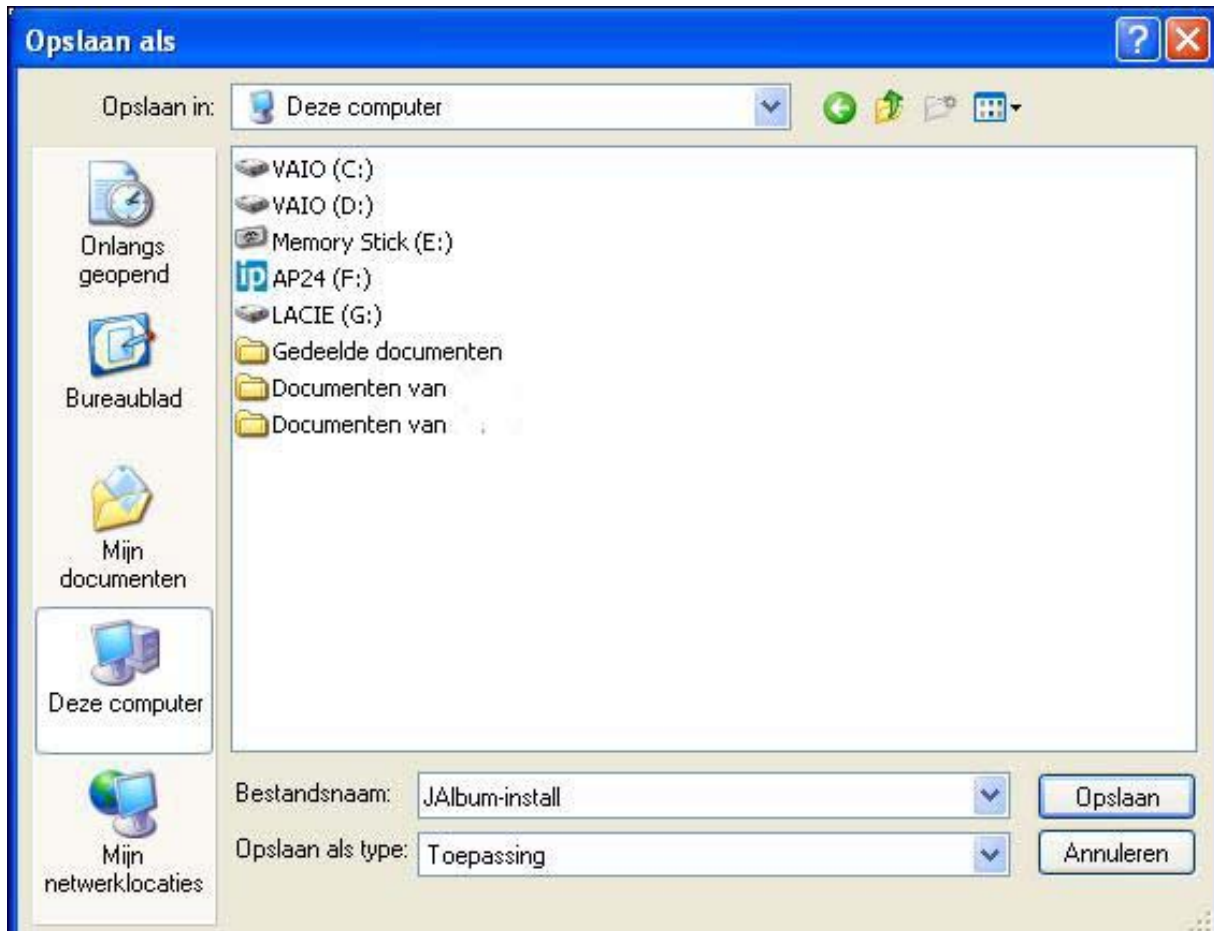 Opslaan als
Opslaan in: Deze computer
Onlangs
geopend
Bureaublad
Mijn
documenten
Deze computer
Mijn
netwerklocaties
VAIO (C:)
VAIO (D:)
Memory Stick (E:)
ip AP24 (F:)
LACIE (G:)
Gedeelde documenten
Documenten van
Documenten van
Bestandsnaam: JAlbum-install Opslaan
Opslaan als type: Toepassing Annuleren